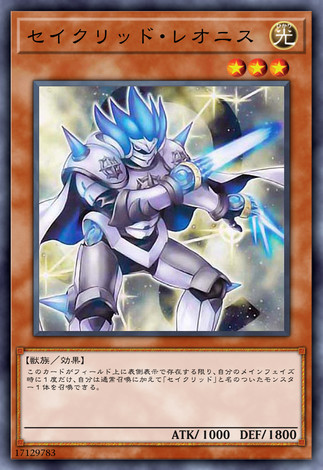 セイクリッド・レオニス
光
【獣族／効果】
このカードがフィールド上に表側表示で存在する限り、自分のメインフェイズ
時に１度だけ、自分は通常召喚に加えて「セイクリッド」と名のついたモンスタ
ー１体を召喚できる。
ATK/ 1000 DEF/1800
17129783